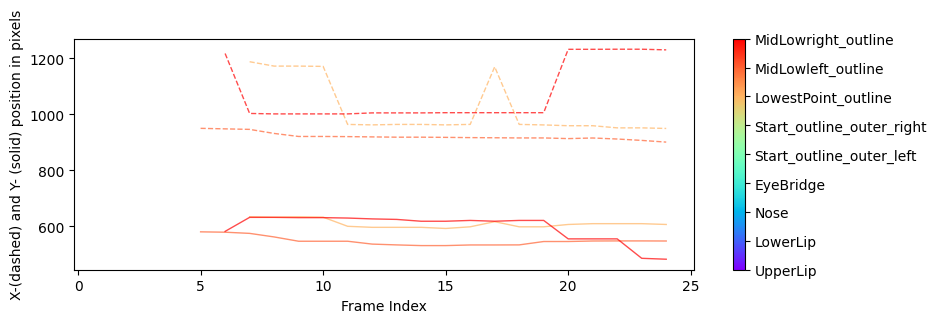 X-(dashed) and Y- (solid) position in pixels
1200
1000
800
600
0
5
10
15
20
25
Frame Index
MidLowright_outline
MidLowleft_outline
LowestPoint_outline
Start_outline_outer_right
Start_outline_outer_left
EyeBridge
Nose
LowerLip
UpperLip